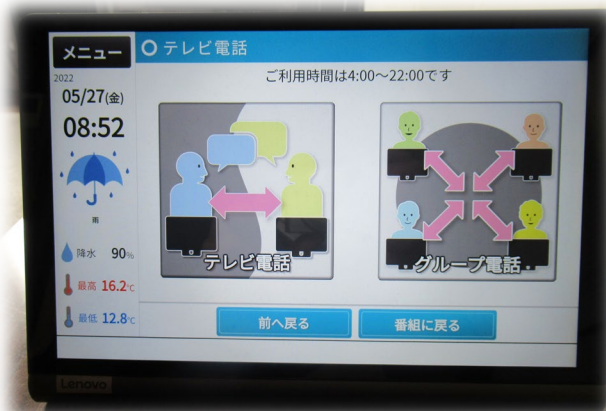 メニュー
テレビ電話
2022
05/27(金)
08:52
雨
降水 90%
最高 16.2℃
最低 12.8℃
ご利用時間は4:00～22:00です
テレビ電話
グループ電話
前へ戻る
番組に戻る
Lenovo